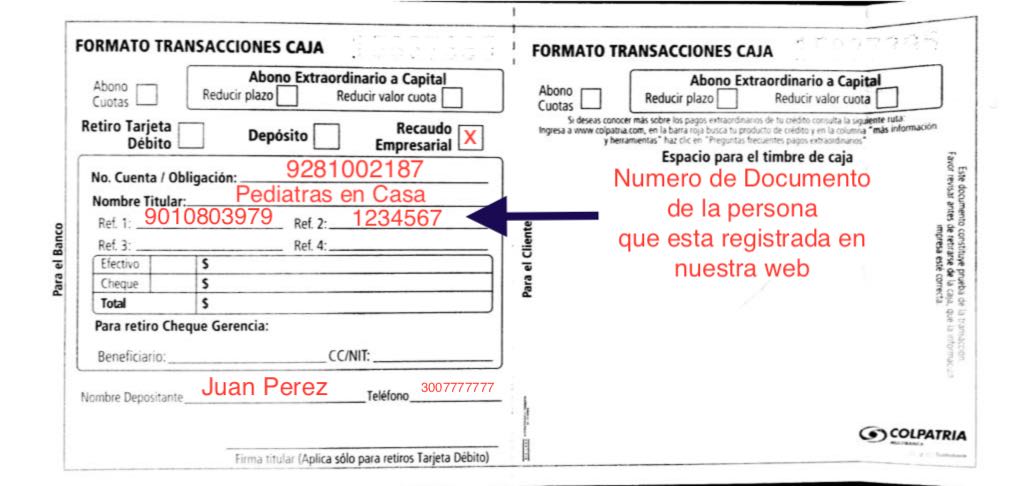 FORMATO TRANSACCIONES CAJA
Abono Cuotas
Abono Extraordinario a Capital
Reducir plazo Reducir valor cuota
Retiro Tarjeta Débito
Depósito
Recaudo Empresarial X
No. Cuenta / Obligación: 9281002187
Nombre Titular: Pediatras en Casa
Ref. 1: 9010803979 Ref. 2: 1234567
Ref. 3: Ref. 4:
Efectivo $
Cheque $
Total $
Para retiro Cheque Gerencia:
Beneficiario: CC/NIT:
Nombre Depositante Juan Perez Teléfono 3007777777
Firma titular (Aplica sólo para retiros Tarjeta Débito)
Para el Banco
FORMATO TRANSACCIONES CAJA
Abono Cuotas
Abono Extraordinario a Capital
Reducir plazo Reducir valor cuota
Si deseas conocer más sobre los pagos extraordinarios de tu crédito consulta la siguiente ruta:
Ingresa a www.colpatria.com, en la barra roja busca tu producto de crédito y en la columna "más información
y herramientas" haz clic en "Preguntas frecuentes pagos extraordinarios"
Espacio para el timbre de caja
Numero de Documento
de la persona
que esta registrada en
nuestra web
Para el Cliente
Este documento constituye prueba de la transacción
Favor revisar antes de retirarse de la caja, que la información
impresa esté correcta
COLPATRIA
MULTIBANCA